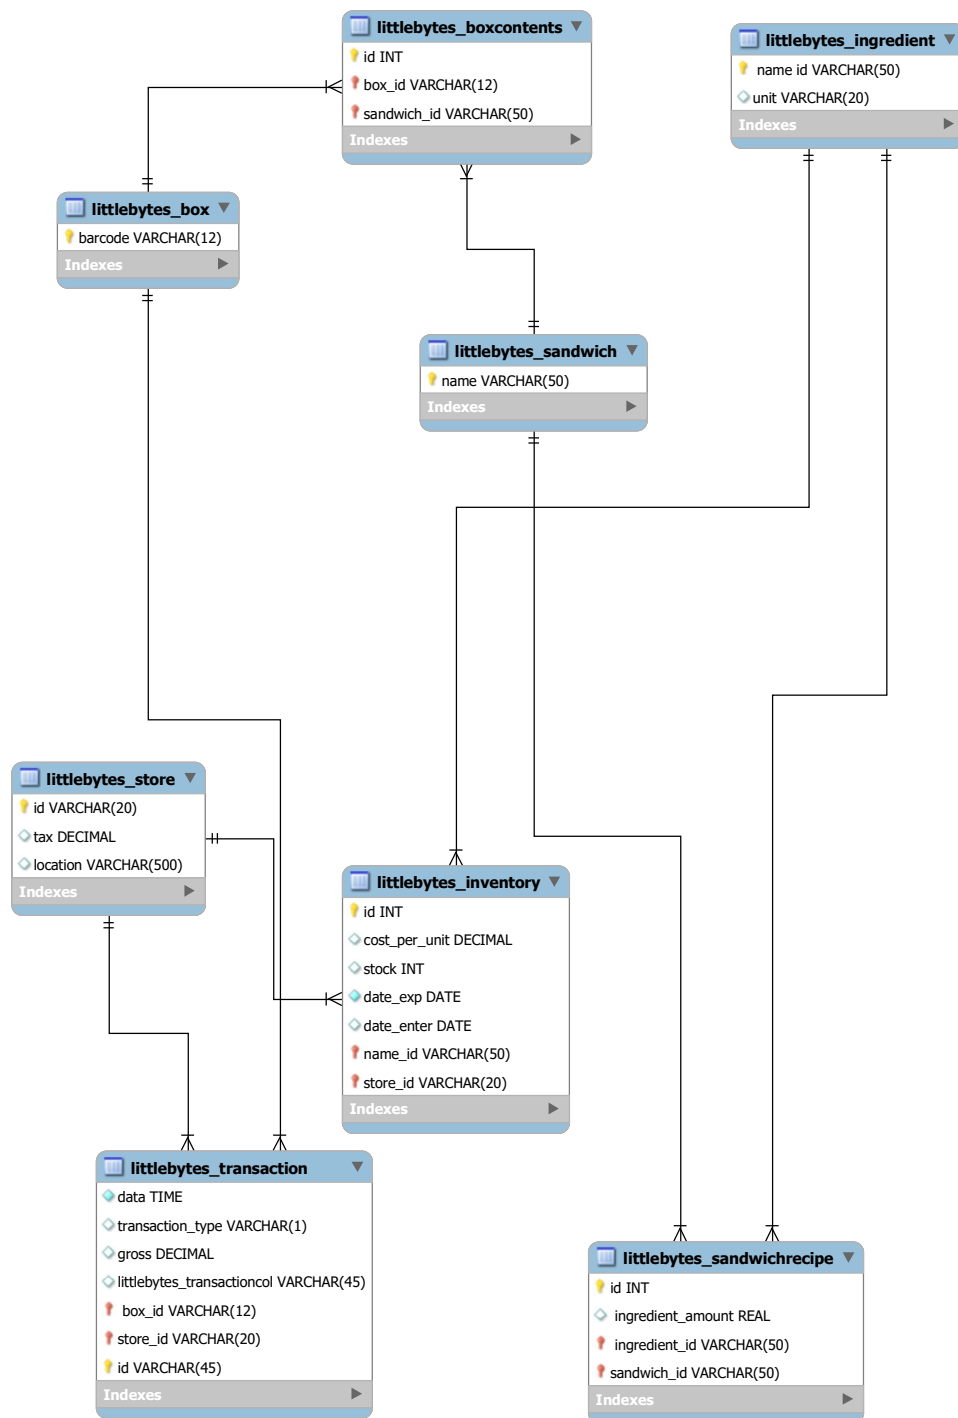 littlebytes_boxcontents
id INT
box_id VARCHAR(12)
sandwich_id VARCHAR(50)
Indexes
littlebytes_ingredient
name id VARCHAR(50)
unit VARCHAR(20)
Indexes
littlebytes_box
barcode VARCHAR(12)
Indexes
littlebytes_sandwich
name VARCHAR(50)
Indexes
littlebytes_store
id VARCHAR(20)
tax DECIMAL
location VARCHAR(500)
Indexes
littlebytes_inventory
id INT
cost_per_unit DECIMAL
stock INT
date_exp DATE
date_enter DATE
name_id VARCHAR(50)
store_id VARCHAR(20)
Indexes
littlebytes_transaction
data TIME
transaction_type VARCHAR(1)
gross DECIMAL
littlebytes_transactioncol VARCHAR(45)
box_id VARCHAR(12)
store_id VARCHAR(20)
id VARCHAR(45)
Indexes
littlebytes_sandwichrecipe
id INT
ingredient_amount REAL
ingredient_id VARCHAR(50)
sandwich_id VARCHAR(50)
Indexes